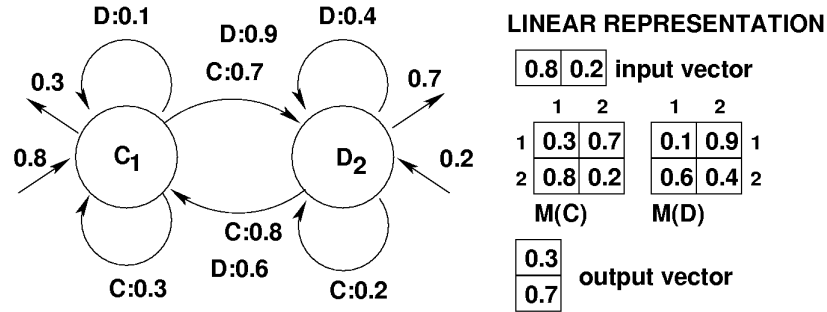 D:0.1
D:0.9
D:0.4
C:0.7
0.3
0.7
0.8
C1
D2
0.2
C:0.8
D:0.6
C:0.3
C:0.2
LINEAR REPRESENTATION
0.8 0.2 input vector
1 2 1 2
1 0.3 0.7 0.1 0.9 1
2 0.8 0.2 0.6 0.4 2
M(C) M(D)
0.3
0.7
output vector